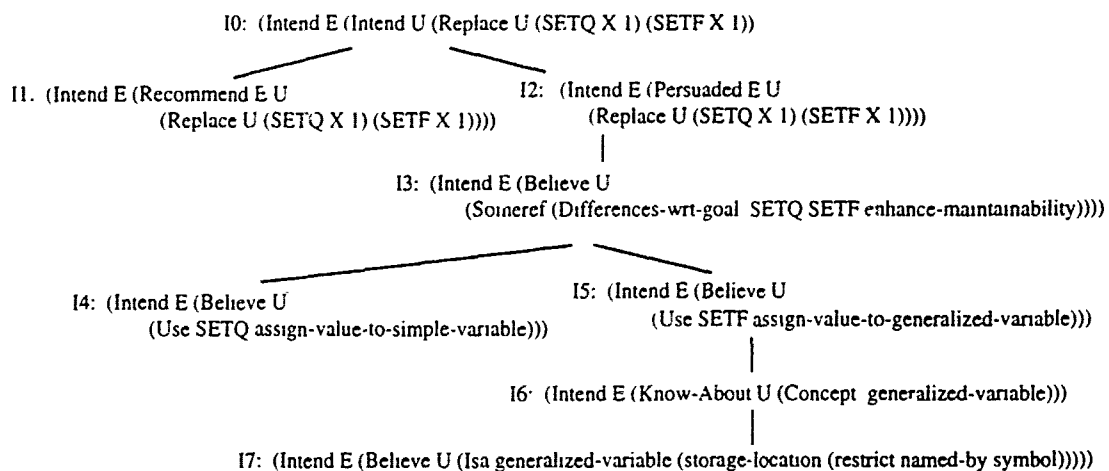 I0: (Intend E (Intend U (Replace U (SETQ X 1) (SETF X 1))
I1. (Intend E (Recommend E U
(Replace U (SETQ X 1) (SETF X 1))))
I2: (Intend E (Persuaded E U
(Replace U (SETQ X 1) (SETF X 1))))
I3: (Intend E (Believe U
(Someref (Differences-wrt-goal SETQ SETF enhance-maintainability))))
I4: (Intend E (Believe U
(Use SETQ assign-value-to-simple-variable)))
I5: (Intend E (Believe U
(Use SETF assign-value-to-generalized-variable)))
I6· (Intend E (Know-About U (Concept generalized-variable)))
I7: (Intend E (Believe U (Isa generalized-variable (storage-location (restrict named-by symbol)))))